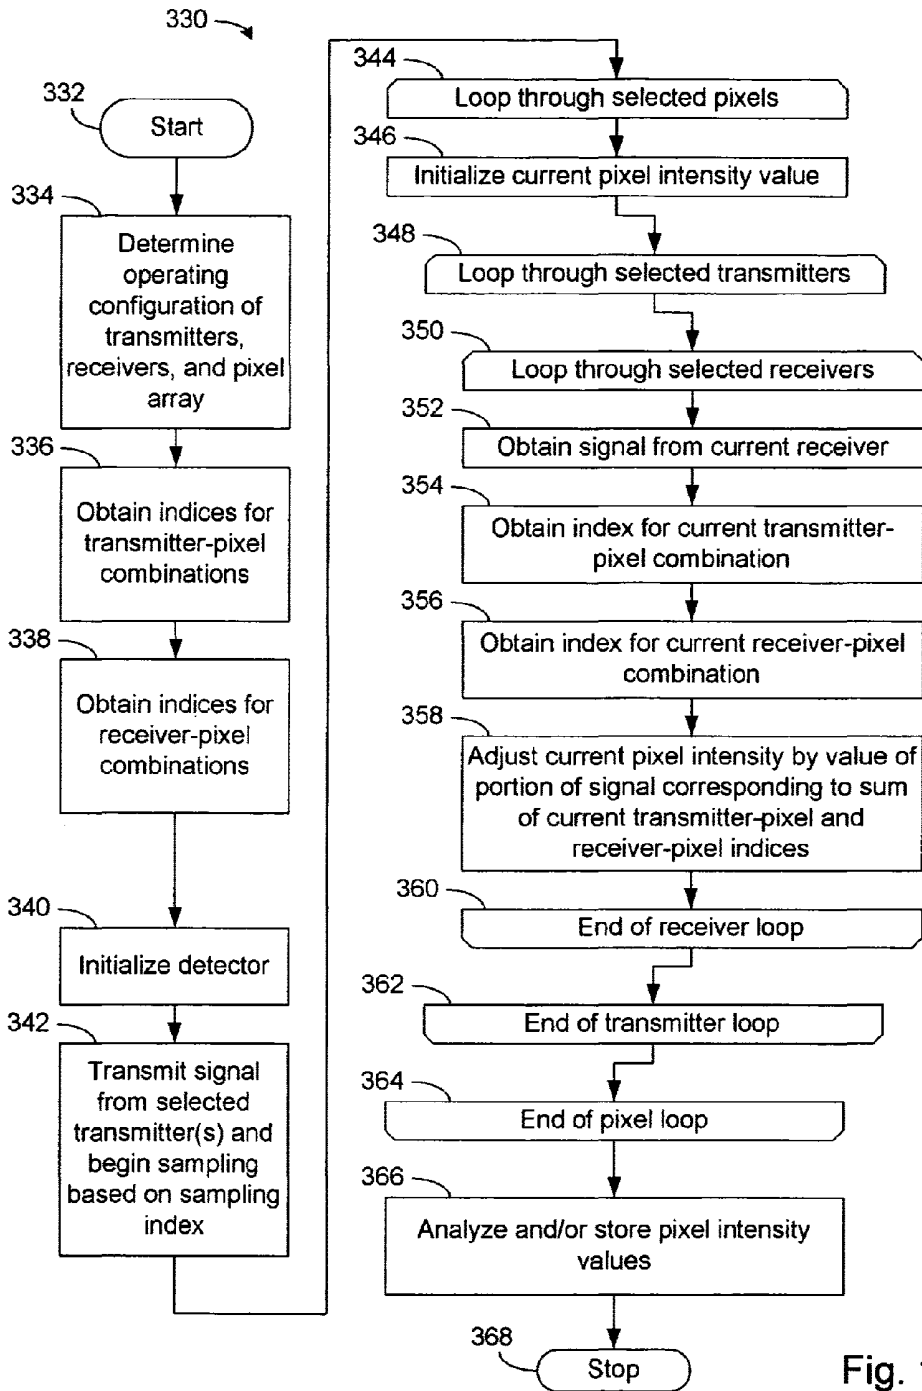 330
332
Start
334
Determine
operating
configuration of
transmitters,
receivers, and pixel
array
336
Obtain indices for
transmitter-pixel
combinations
338
Obtain indices for
receiver-pixel
combinations
340
Initialize detector
342
Transmit signal
from selected
transmitter(s) and
begin sampling
based on sampling
index
344
Loop through selected pixels
346
Initialize current pixel intensity value
348
Loop through selected transmitters
350
Loop through selected receivers
352
Obtain signal from current receiver
354
Obtain index for current transmitter-
pixel combination
356
Obtain index for current receiver-pixel
combination
358
Adjust current pixel intensity by value of
portion of signal corresponding to sum
of current transmitter-pixel and
receiver-pixel indices
360
End of receiver loop
362
End of transmitter loop
364
End of pixel loop
366
Analyze and/or store pixel intensity
values
368
Stop
Fig.